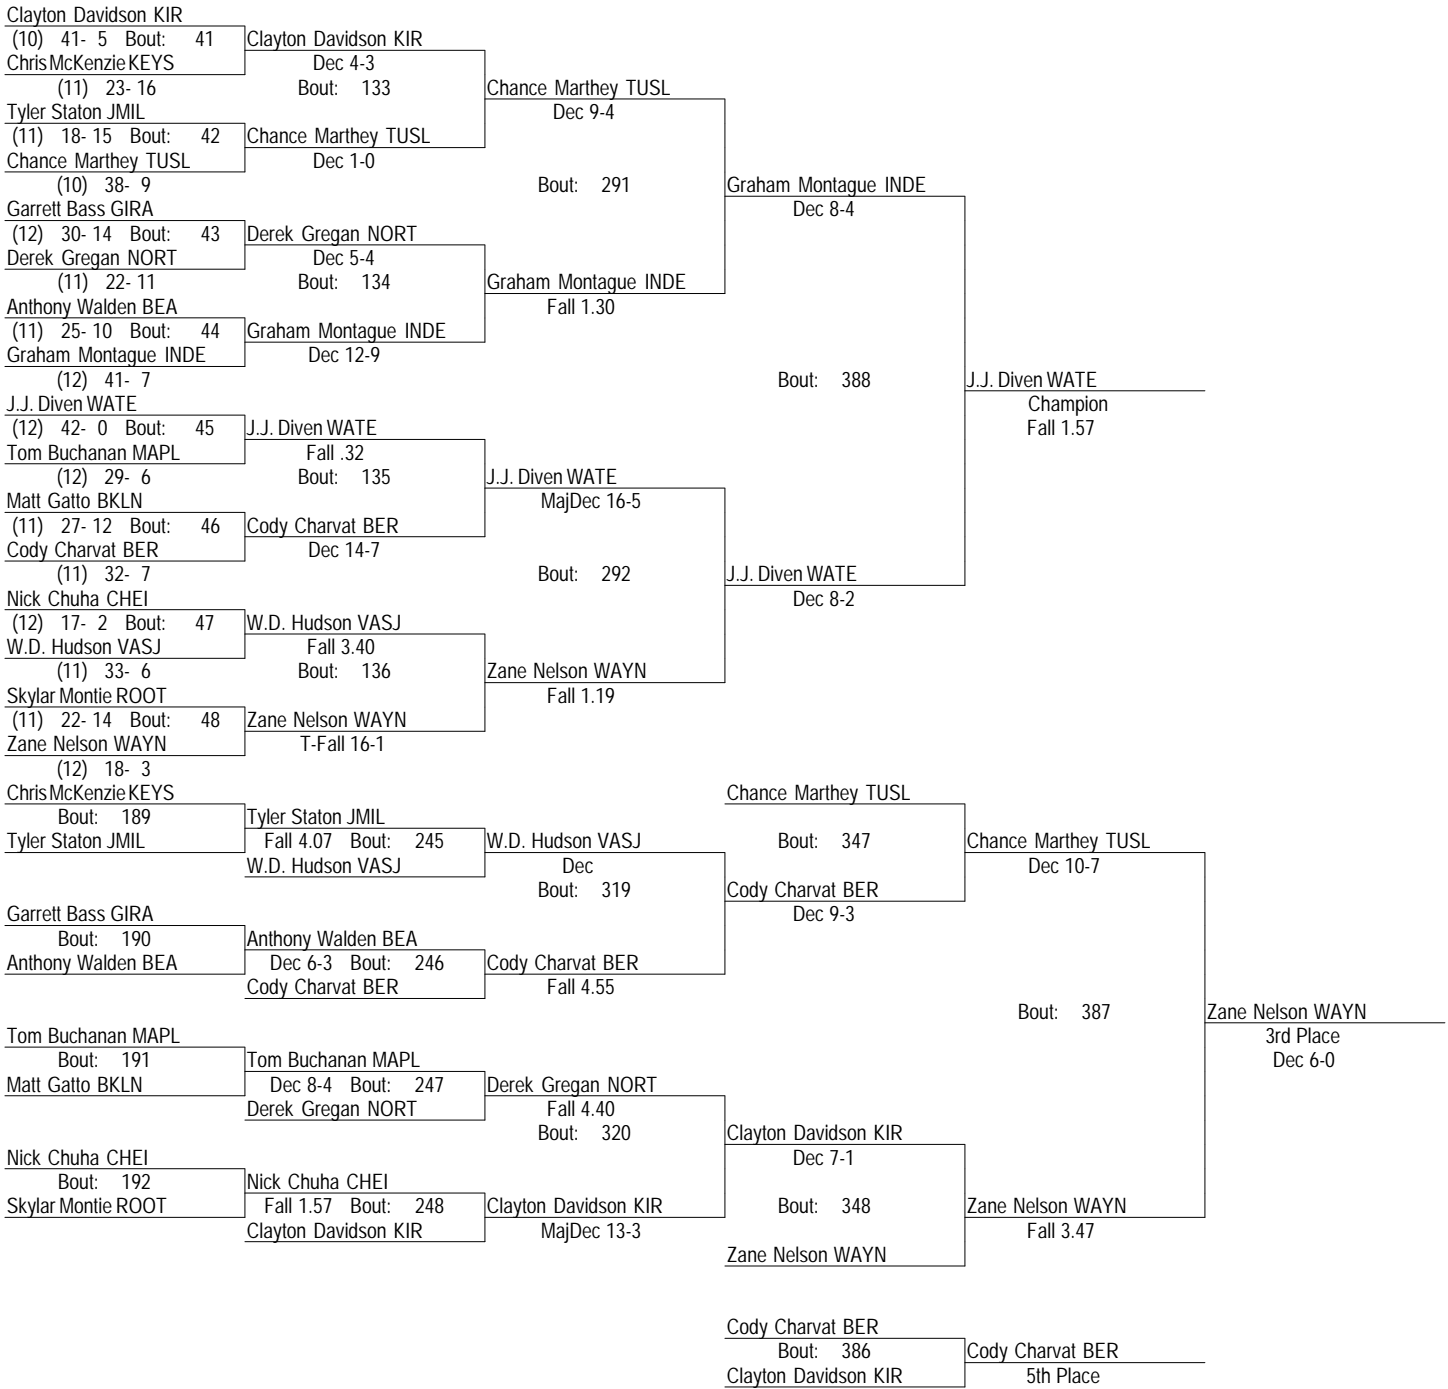 Clayton Davidson KIR
(10) 41- 5 Bout: 41 Clayton Davidson KIR
Chris McKenzie KEYS Dec 4-3
(11) 23- 16 Bout: 133 Chance Marthey TUSL
Tyler Staton JMIL Dec 9-4
(11) 18- 15 Bout: 42 Chance Marthey TUSL
Chance Marthey TUSL Dec 1-0
(10) 38- 9 Bout: 291 Graham Montague INDE
Garrett Bass GIRA Dec 8-4
(12) 30- 14 Bout: 43 Derek Gregan NORT
Derek Gregan NORT Dec 5-4
(11) 22- 11 Bout: 134 Graham Montague INDE
Anthony Walden BEA Fall 1.30
(11) 25- 10 Bout: 44 Graham Montague INDE
Graham Montague INDE Dec 12-9
(12) 41- 7 Bout: 388 J.J. Diven WATE
J.J. Diven WATE Champion
(12) 42- 0 Bout: 45 J.J. Diven WATE Fall 1.57
Tom Buchanan MAPL Fall .32
(12) 29- 6 Bout: 135 J.J. Diven WATE
Matt Gatto BKLN MajDec 16-5
(11) 27- 12 Bout: 46 Cody Charvat BER
Cody Charvat BER Dec 14-7
(11) 32- 7 Bout: 292 J.J. Diven WATE
Nick Chuha CHEI Dec 8-2
(12) 17- 2 Bout: 47 W.D. Hudson VASJ
W.D. Hudson VASJ Fall 3.40
(11) 33- 6 Bout: 136 Zane Nelson WAYN
Skylar Montie ROOT Fall 1.19
(11) 22- 14 Bout: 48 Zane Nelson WAYN
Zane Nelson WAYN T-Fall 16-1
(12) 18- 3
Chris McKenzie KEYS Chance Marthey TUSL
Bout: 189 Tyler Staton JMIL
Tyler Staton JMIL Fall 4.07 Bout: 245 W.D. Hudson VASJ Bout: 347 Chance Marthey TUSL
W.D. Hudson VASJ Dec Dec 10-7
Bout: 319 Cody Charvat BER
Garrett Bass GIRA Dec 9-3
Bout: 190 Anthony Walden BEA
Anthony Walden BEA Dec 6-3 Bout: 246 Cody Charvat BER
Cody Charvat BER Fall 4.55
Bout: 387 Zane Nelson WAYN
Tom Buchanan MAPL 3rd Place
Bout: 191 Tom Buchanan MAPL Dec 6-0
Matt Gatto BKLN Dec 8-4 Bout: 247 Derek Gregan NORT
Derek Gregan NORT Fall 4.40
Bout: 320 Clayton Davidson KIR
Nick Chuha CHEI Dec 7-1
Bout: 192 Nick Chuha CHEI
Skylar Montie ROOT Fall 1.57 Bout: 248 Clayton Davidson KIR Bout: 348 Zane Nelson WAYN
Clayton Davidson KIR MajDec 13-3 Fall 3.47
Zane Nelson WAYN
Cody Charvat BER
Bout: 386 Cody Charvat BER
Clayton Davidson KIR 5th Place